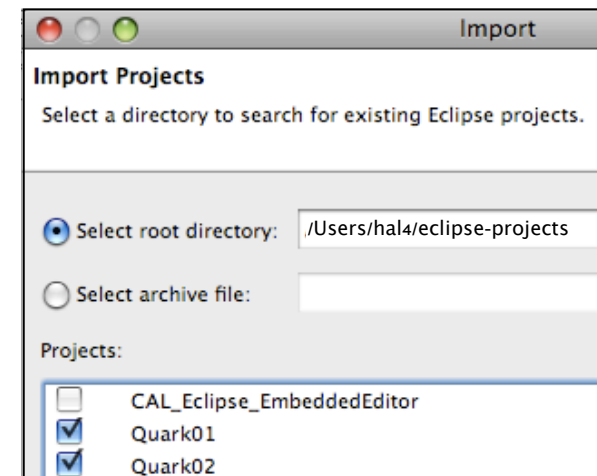 Import
Import Projects
Select a directory to search for existing Eclipse projects.
Select root directory: /Users/hal4/eclipse-projects
Select archive file:
Projects:
CAL_Eclipse_EmbeddedEditor
Quark01
Quark02